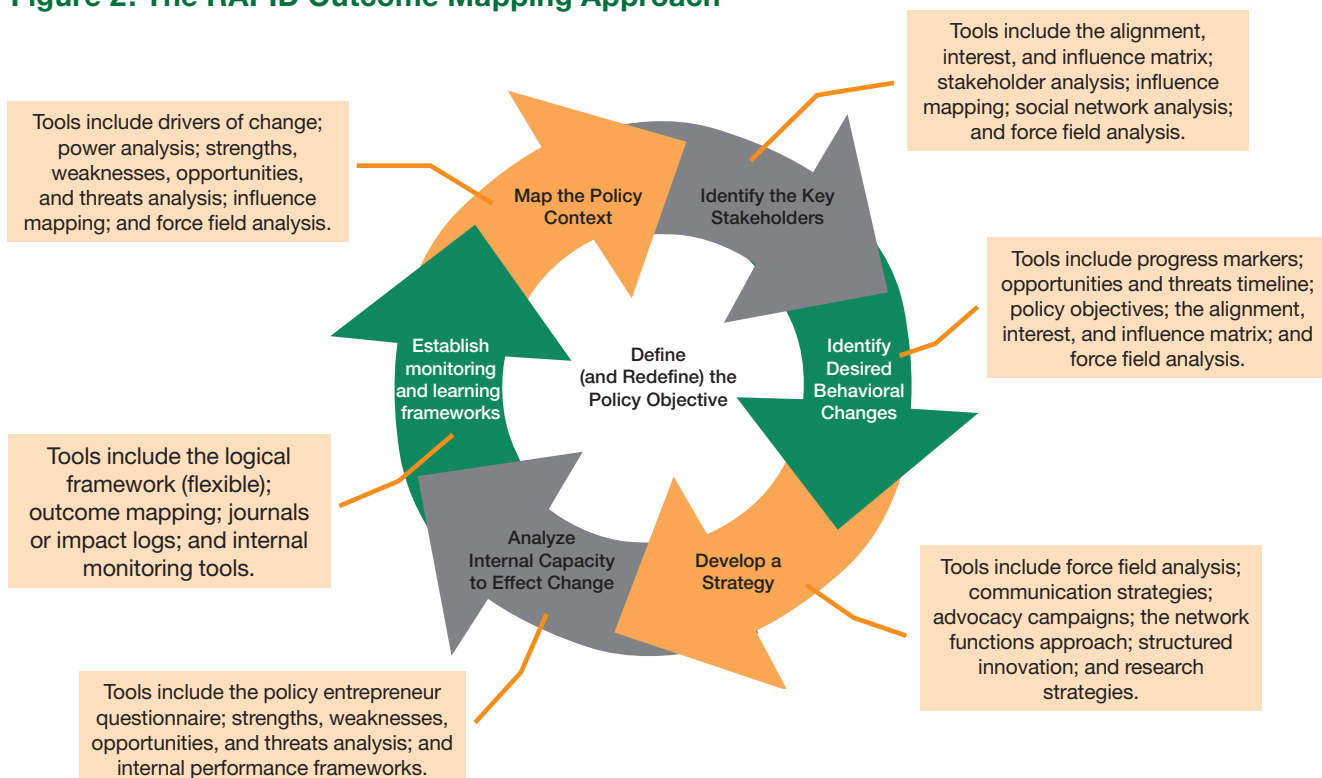 Figure 2: The RAPID Outcome Mapping Approach
Tools include the alignment,
interest, and influence matrix;
stakeholder analysis; influence
mapping; social network analysis;
and force field analysis.
Tools include drivers of change;
power analysis; strengths,
weaknesses, opportunities,
and threats analysis; influence
mapping; and force field analysis.
Map the Policy
Context
Identify the Key
Stakeholders
Tools include progress markers;
opportunities and threats timeline;
policy objectives; the alignment,
interest, and influence matrix; and
force field analysis.
Establish
monitoring
and learning
frameworks
Define
(and Redefine) the
Policy Objective
Identify
Desired
Behavioral
Changes
Tools include the logical
framework (flexible);
outcome mapping; journals
or impact logs; and internal
monitoring tools.
Analyze
Internal Capacity
to Effect Change
Develop a
Strategy
Tools include force field analysis;
communication strategies;
advocacy campaigns; the network
functions approach; structured
innovation; and research
strategies.
Tools include the policy entrepreneur
questionnaire; strengths, weaknesses,
opportunities, and threats analysis; and
internal performance frameworks.